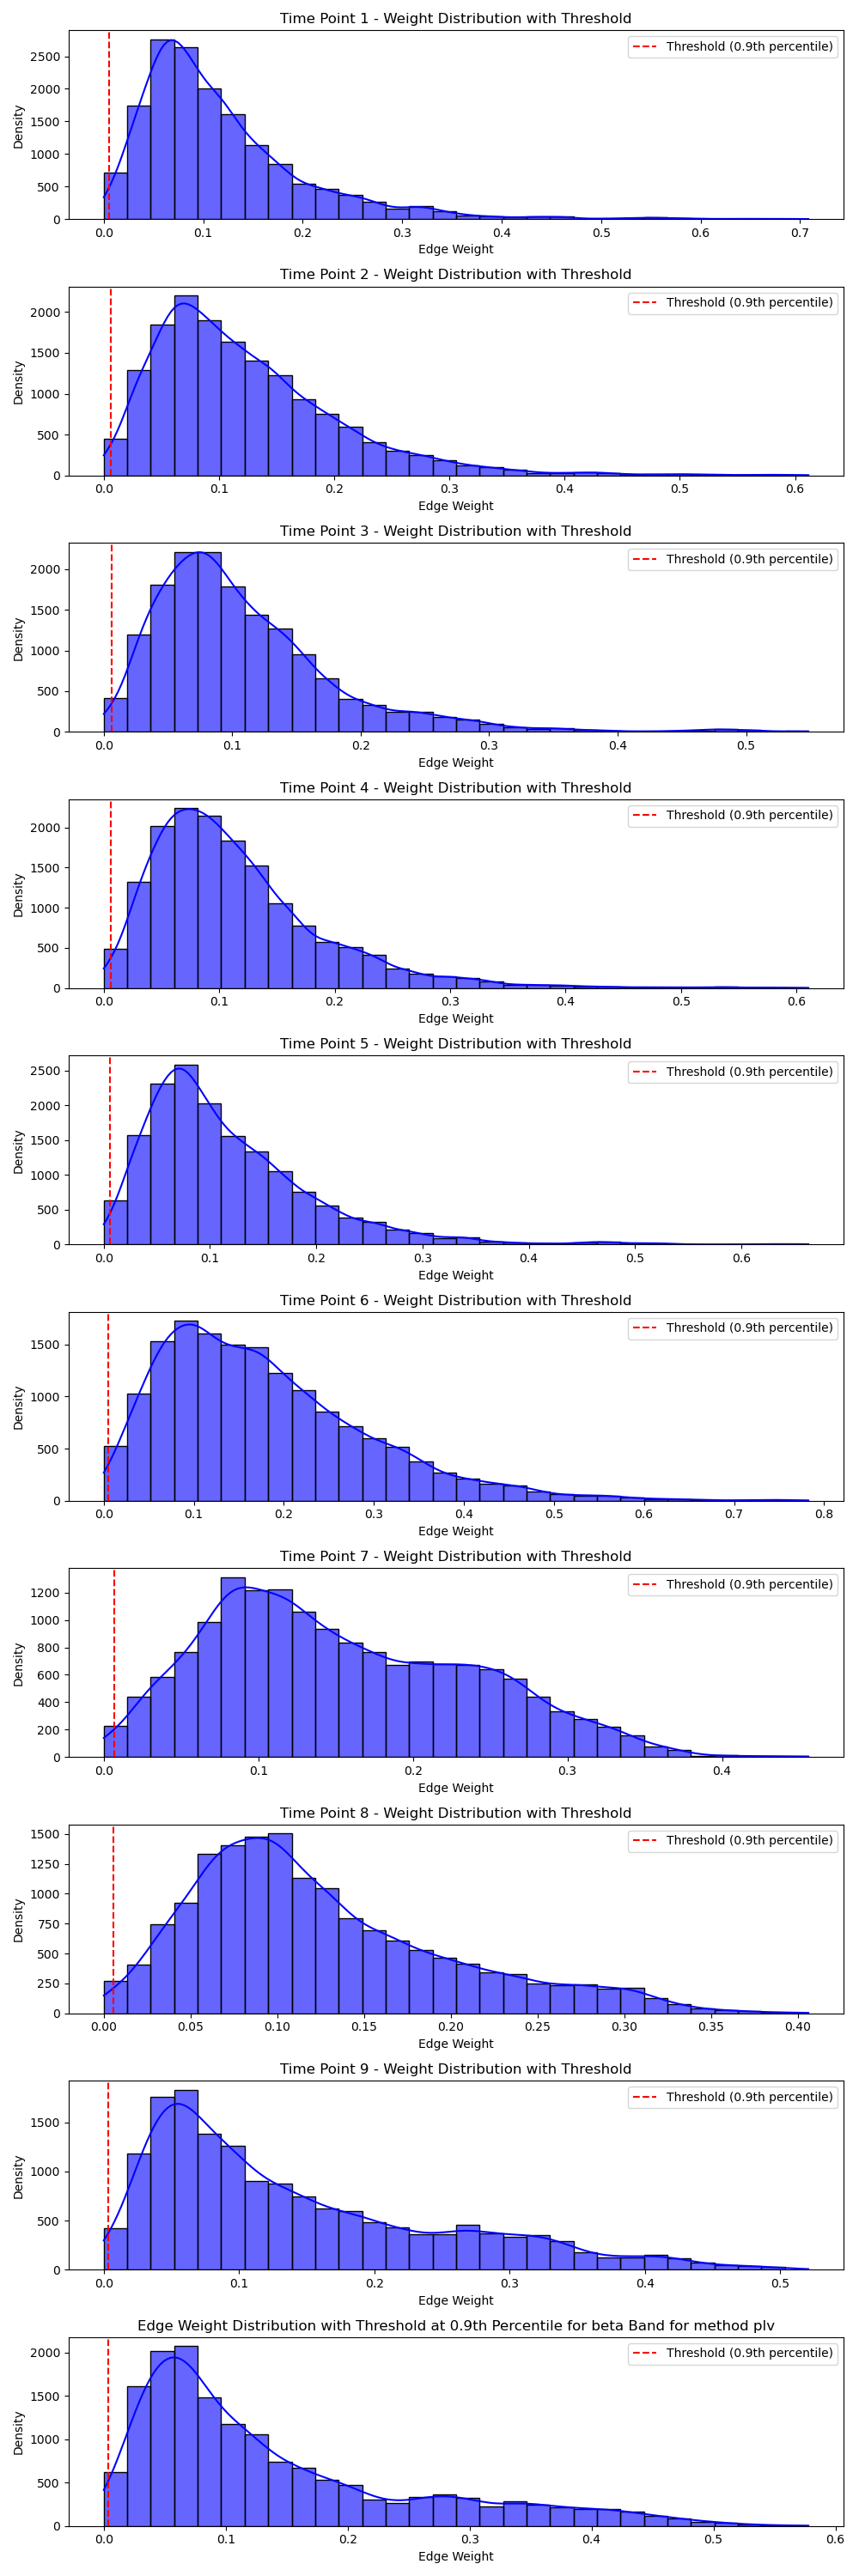 Time Point 1 - Weight Distribution with Threshold
Threshold (0.9th percentile)
Density
2500
2000
1500
1000
500
0
0.0 0.1 0.2 0.3 0.4 0.5 0.6 0.7
Edge Weight
Time Point 2 - Weight Distribution with Threshold
Threshold (0.9th percentile)
Density
2000
1500
1000
500
0
0.0 0.1 0.2 0.3 0.4 0.5 0.6
Edge Weight
Time Point 3 - Weight Distribution with Threshold
Threshold (0.9th percentile)
Density
2000
1500
1000
500
0
0.0 0.1 0.2 0.3 0.4 0.5
Edge Weight
Time Point 4 - Weight Distribution with Threshold
Threshold (0.9th percentile)
Density
2000
1500
1000
500
0
0.0 0.1 0.2 0.3 0.4 0.5 0.6
Edge Weight
Time Point 5 - Weight Distribution with Threshold
Threshold (0.9th percentile)
Density
2500
2000
1500
1000
500
0
0.0 0.1 0.2 0.3 0.4 0.5 0.6
Edge Weight
Time Point 6 - Weight Distribution with Threshold
Threshold (0.9th percentile)
Density
1500
1000
500
0
0.0 0.1 0.2 0.3 0.4 0.5 0.6 0.7 0.8
Edge Weight
Time Point 7 - Weight Distribution with Threshold
Threshold (0.9th percentile)
Density
1200
1000
800
600
400
200
0
0.0 0.1 0.2 0.3 0.4
Edge Weight
Time Point 8 - Weight Distribution with Threshold
Threshold (0.9th percentile)
Density
1500
1250
1000
750
500
250
0
0.00 0.05 0.10 0.15 0.20 0.25 0.30 0.35 0.40
Edge Weight
Time Point 9 - Weight Distribution with Threshold
Threshold (0.9th percentile)
Density
1500
1000
500
0
0.0 0.1 0.2 0.3 0.4 0.5
Edge Weight
Edge Weight Distribution with Threshold at 0.9th Percentile for beta Band for method plv
Threshold (0.9th percentile)
Density
2000
1500
1000
500
0
0.0 0.1 0.2 0.3 0.4 0.5 0.6
Edge Weight